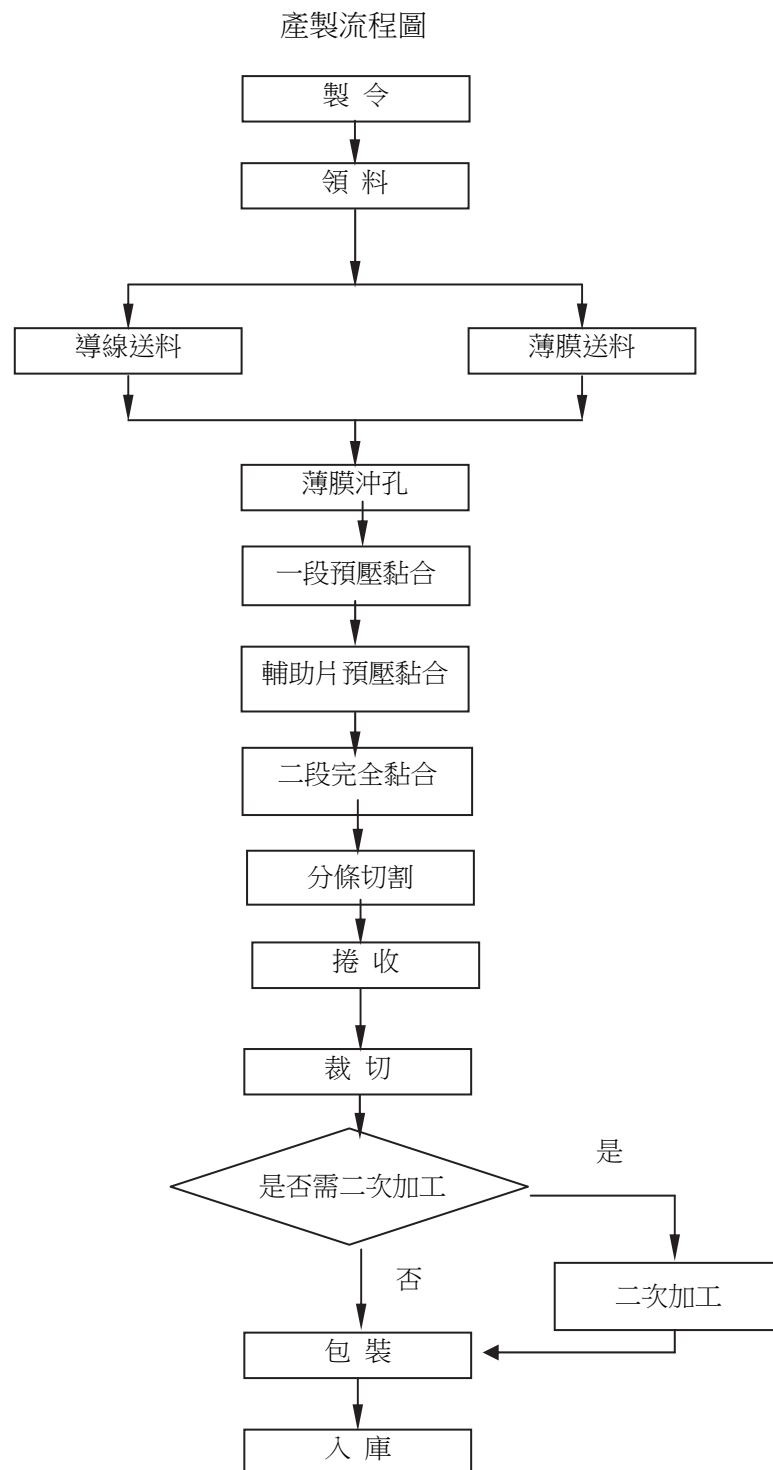 產製流程圖
製 令
領 料
導線送料
薄膜送料
薄膜沖孔
一段預壓黏合
輔助片預壓黏合
二段完全黏合
分條切割
捲 收
裁 切
是
是否需二次加工
否
二次加工
包 裝
入 庫